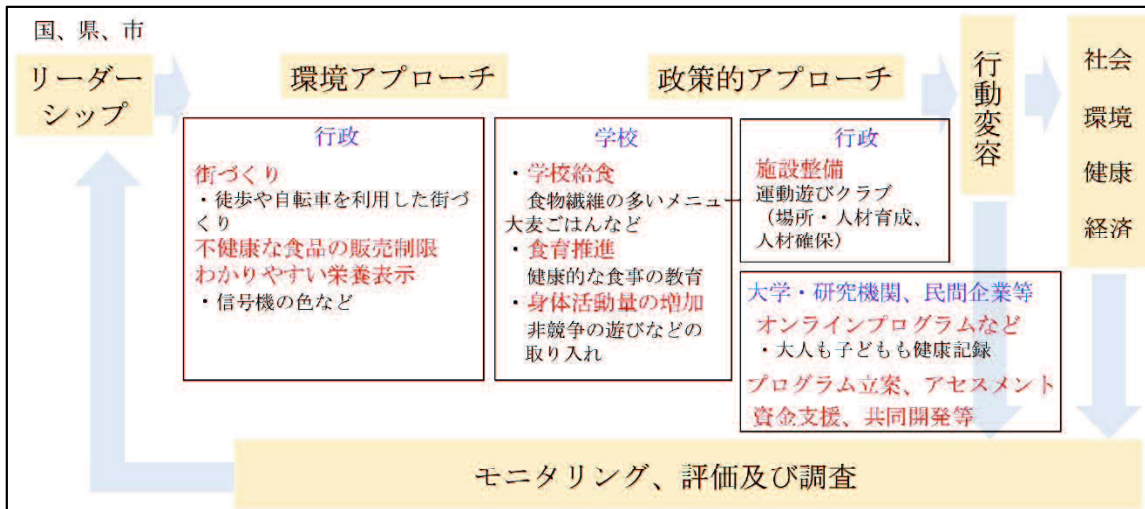 国、県、市
リーダー
シップ
環境アプローチ
政策的アプローチ
行動変容
社会
環境
健康
経済
行政
街づくり
・徒歩や自転車を利用した街づ
くり
不健康な食品の販売制限
わかりやすい栄養表示
・信号機の色など
学校
・学校給食
食物繊維の多いメニュー
大麦ごはんなど
・食育推進
健康的な食事の教育
・身体活動量の増加
非競争の遊びなどの
取り入れ
行政
施設整備
運動遊びクラブ
（場所・人材育成、
人材確保）
大学・研究機関、民間企業等
オンラインプログラムなど
・大人も子どもも健康記録
プログラム立案、アセスメント
資金支援、共同開発等
モニタリング、評価及び調査